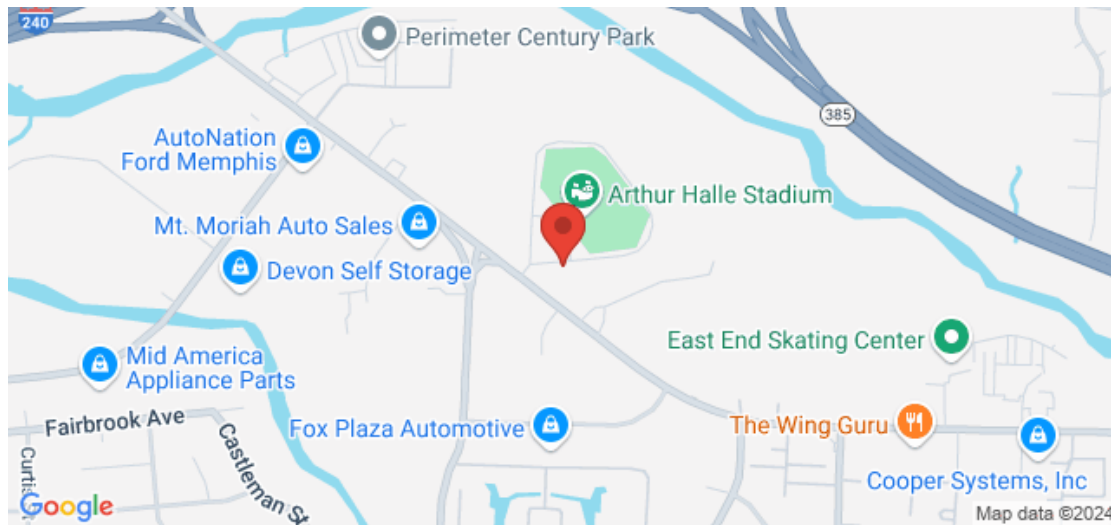 240
Perimeter Century Park
385
AutoNation
Ford Memphis
Arthur Halle Stadium
Mt. Moriah Auto Sales
Devon Self Storage
East End Skating Center
Mid America
Appliance Parts
Fairbrook Ave
Castleman St
Curtis
Fox Plaza Automotive
The Wing Guru
Cooper Systems, Inc
Google
Map data ©2024